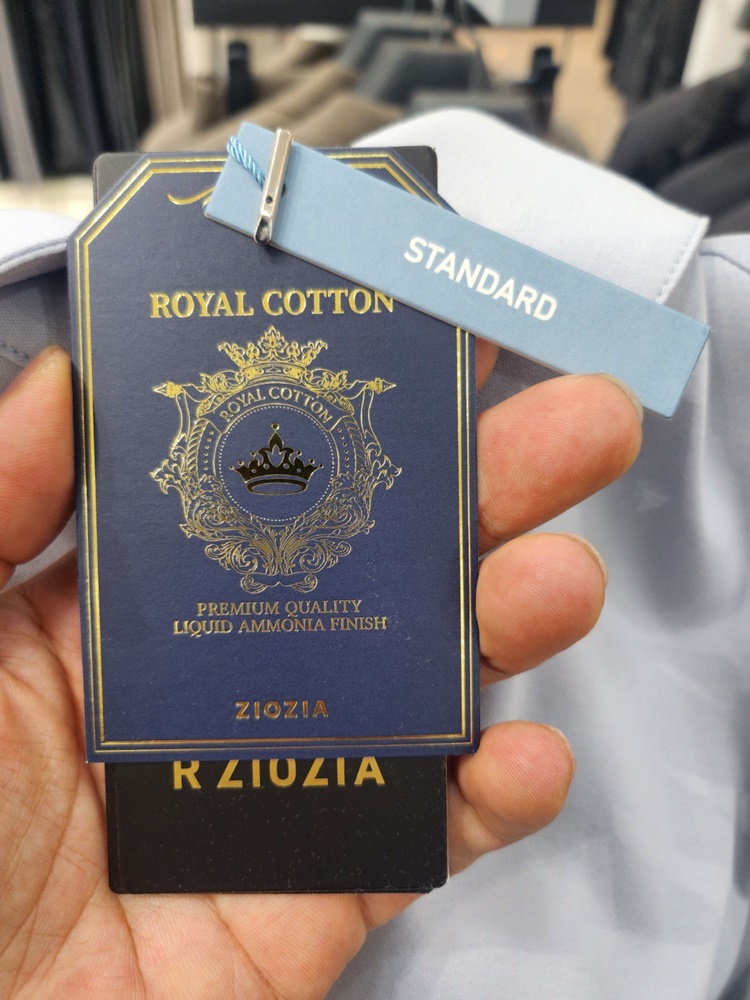 STANDARD
ROYAL COTTON
ROYAL COTTON
PREMIUM QUALITY
LIQUID AMMONIA FINISH
ZIOZIA
R ZIOZIA